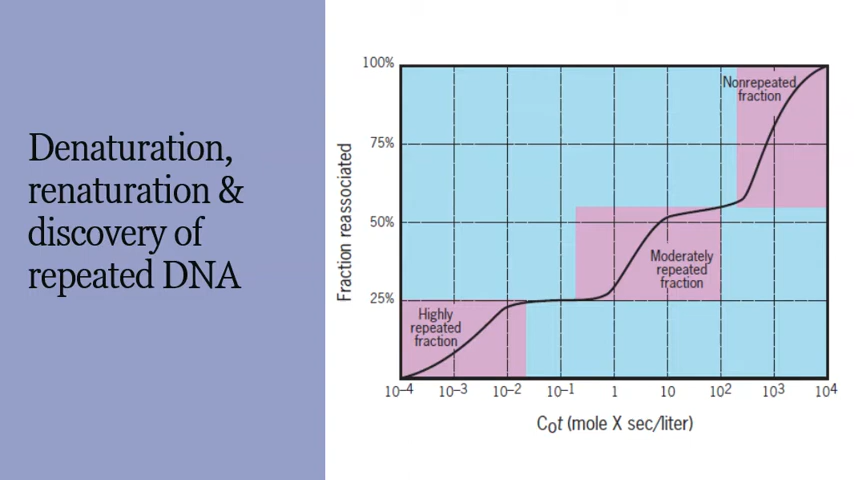 Denaturation,
renaturation &
discovery of
repeated DNA
100%
75%
50%
25%
Fraction reassociated
Nonrepeated
fraction
Moderately
repeated
fraction
Highly
repeated
fraction
10⁻⁴ 10⁻³ 10⁻² 10⁻¹ 1 10 10² 10³ 10⁴
C₀t (mole X sec/liter)